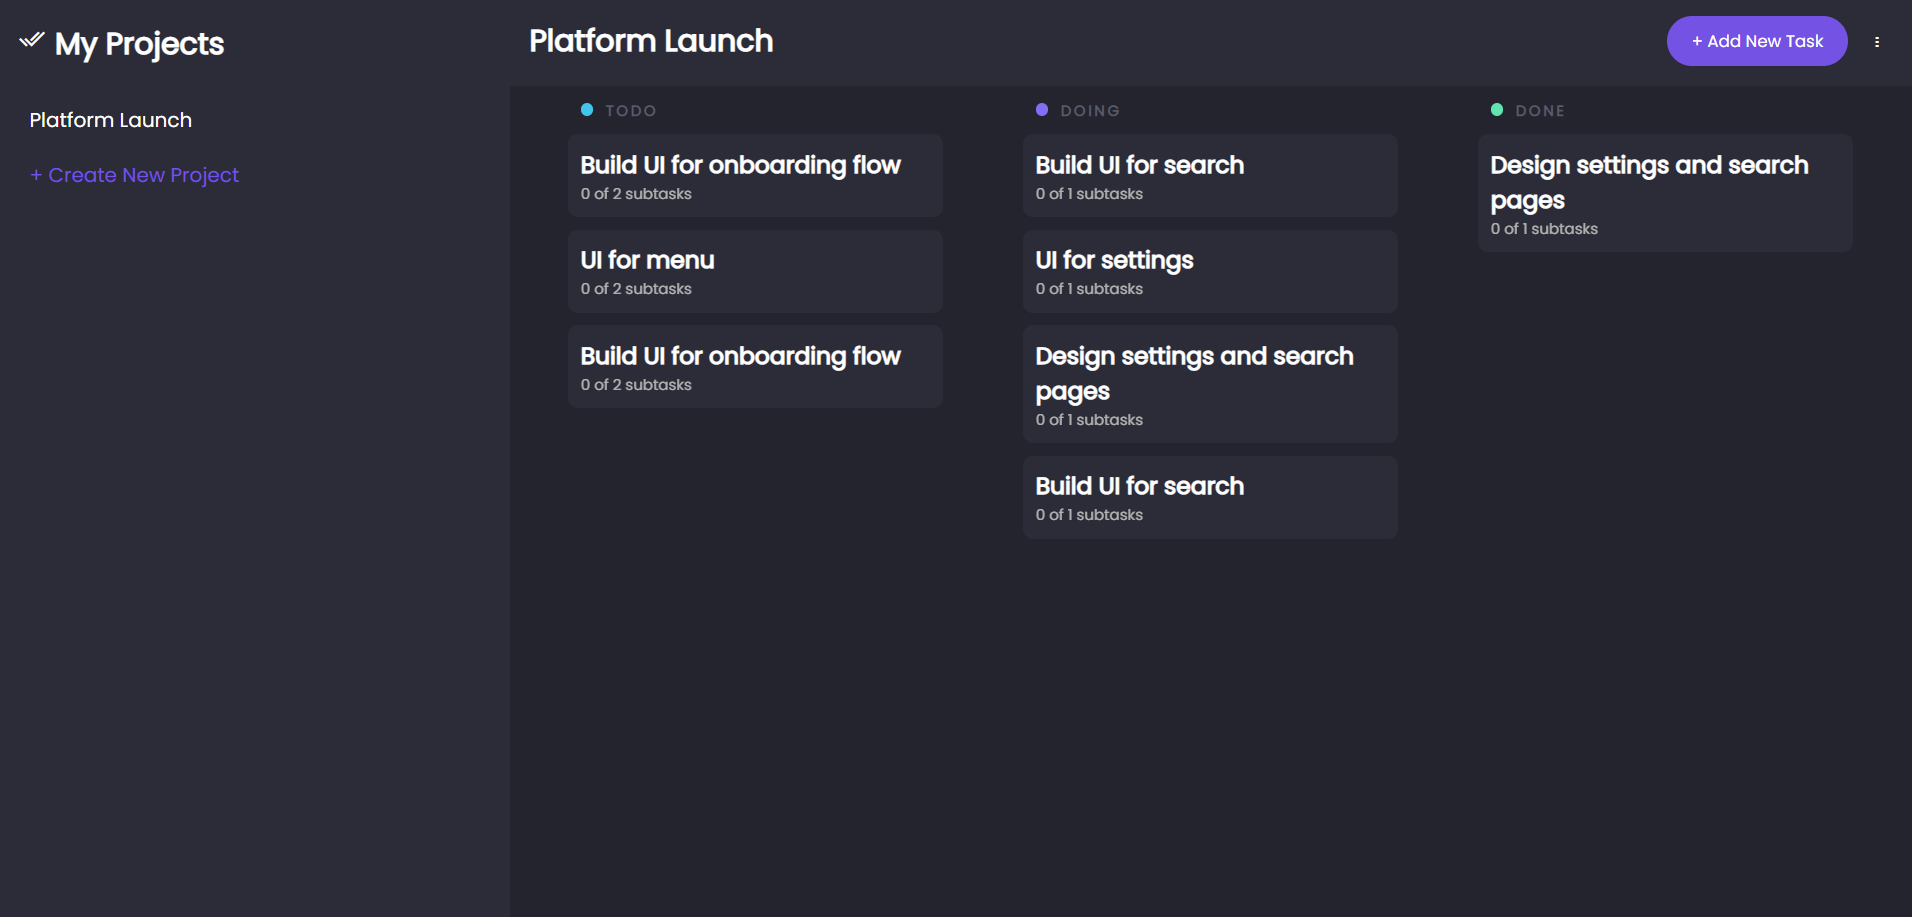 My Projects
Platform Launch
+ Create New Project
Platform Launch
+ Add New Task
TODO
Build UI for onboarding flow
0 of 2 subtasks
UI for menu
0 of 2 subtasks
Build UI for onboarding flow
0 of 2 subtasks
DOING
Build UI for search
0 of 1 subtasks
UI for settings
0 of 1 subtasks
Design settings and search
pages
0 of 1 subtasks
Build UI for search
0 of 1 subtasks
DONE
Design settings and search
pages
0 of 1 subtasks